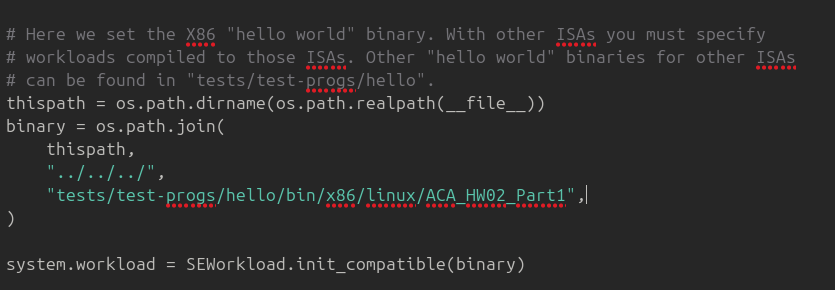 # Here we set the X86 "hello world" binary. With other ISAs you must specify
# workloads compiled to those ISAs. Other "hello world" binaries for other ISAs
# can be found in "tests/test-progs/hello".
thispath = os.path.dirname(os.path.realpath(__file__))
binary = os.path.join(
    thispath,
    "../../../",
    "tests/test-progs/hello/bin/x86/linux/ACA_HW02_Part1",
)
system.workload = SEWorkload.init_compatible(binary)